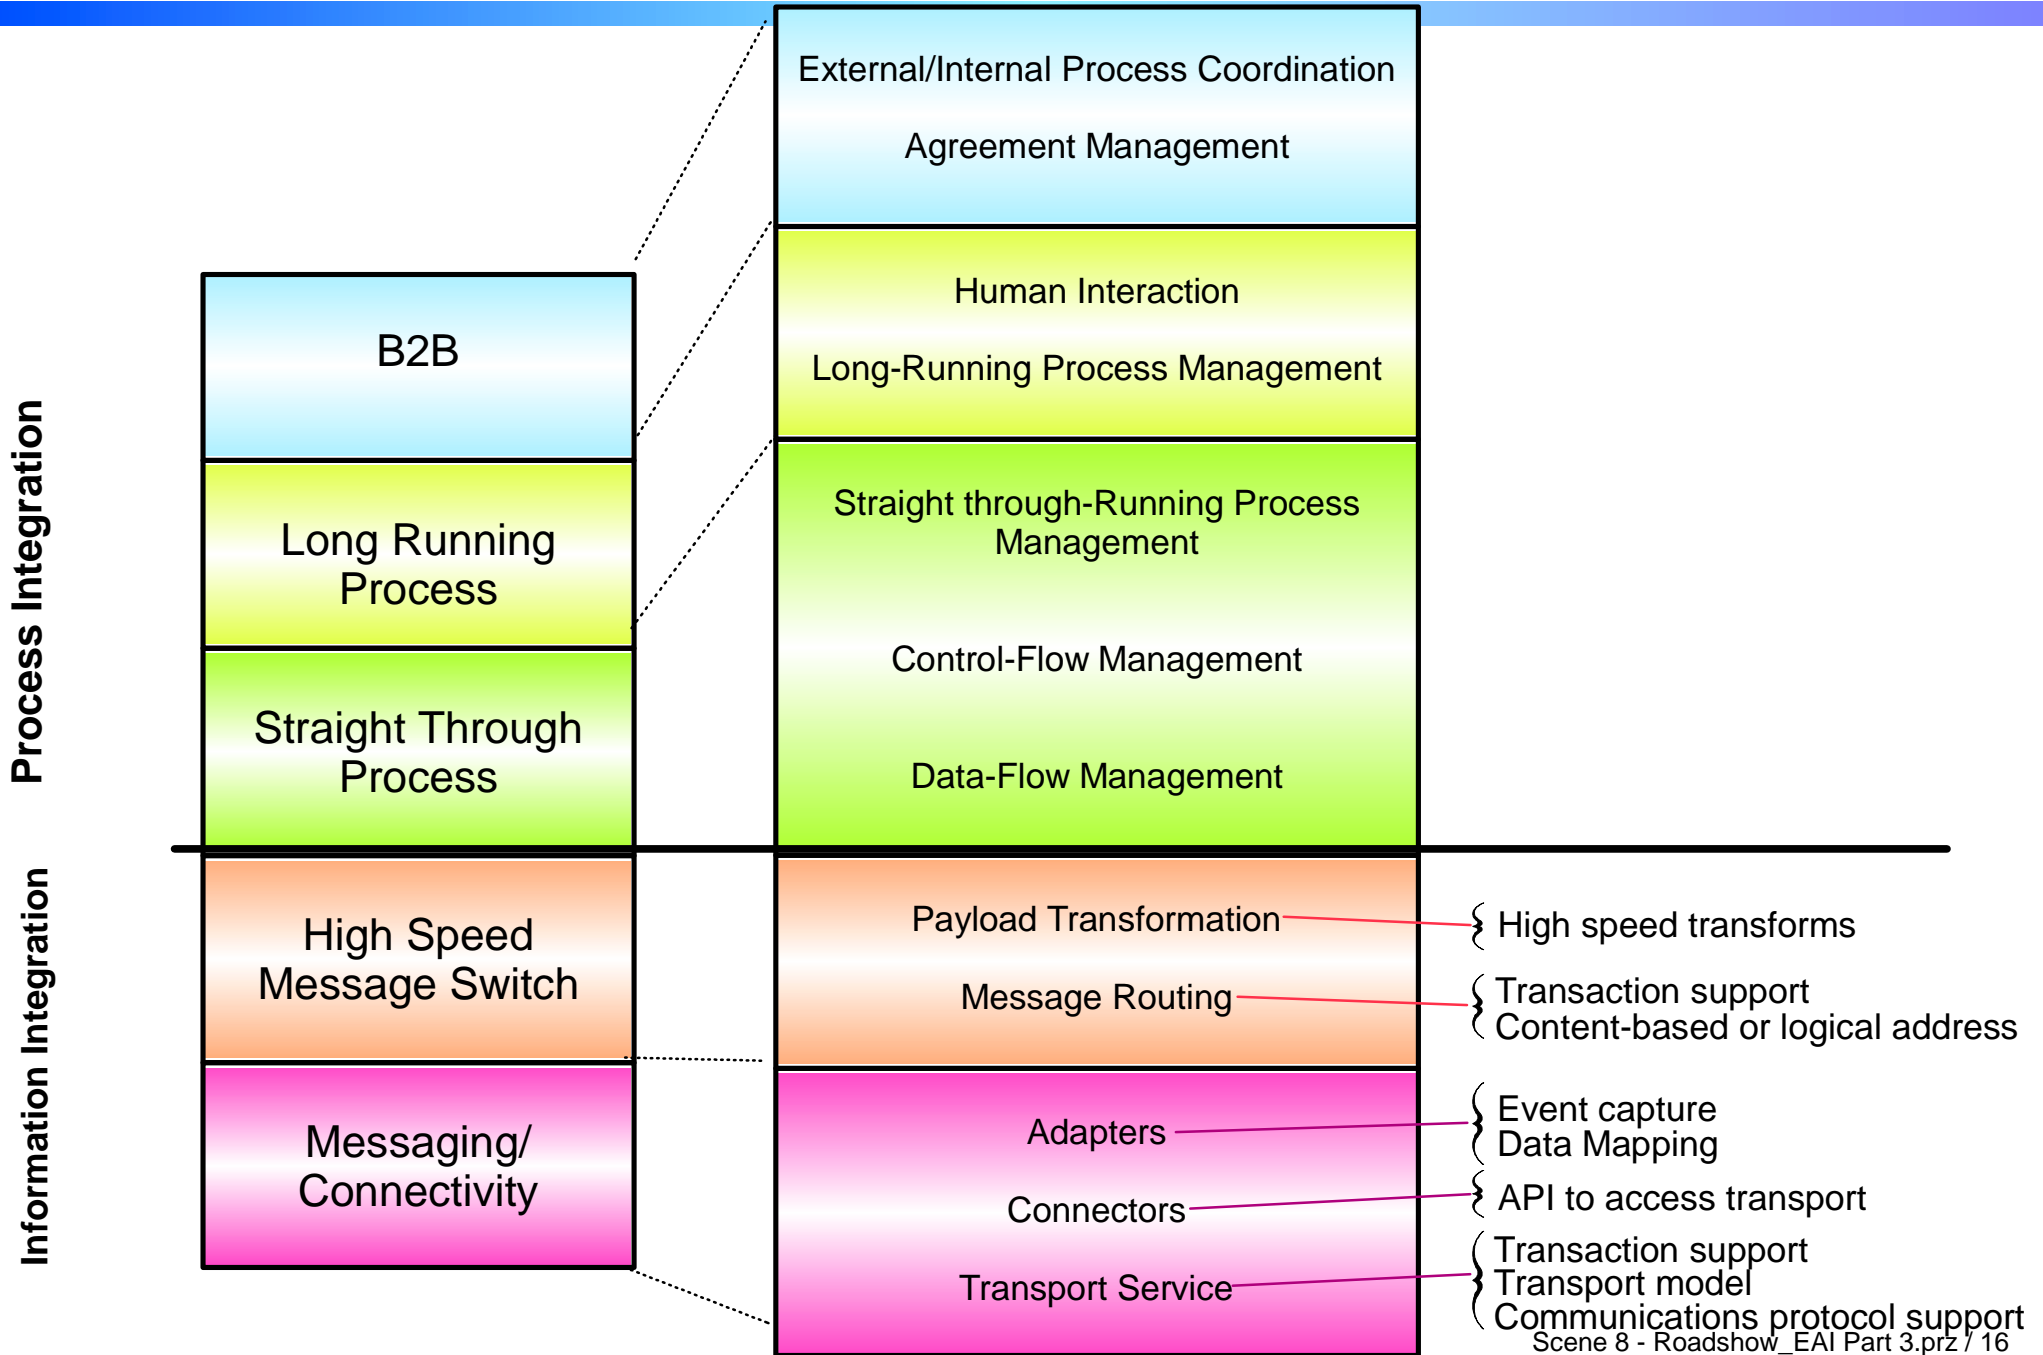 External/Internal Process Coordination
Agreement Management
Human Interaction
Long-Running Process Management
Straight through-Running Process
Management
Control-Flow Management
Data-Flow Management
Process Integration
B2B
Long Running
Process
Straight Through
Process
Information Integration
High Speed
Message Switch
Messaging/
Connectivity
Payload Transformation
High speed transforms
Message Routing
Transaction support
Content-based or logical address
Adapters
Event capture
Data Mapping
Connectors
API to access transport
Transport Service
Transaction support
Transport model
Communications protocol support
Scene 8 - Roadshow_EAI Part 3.prz / 16